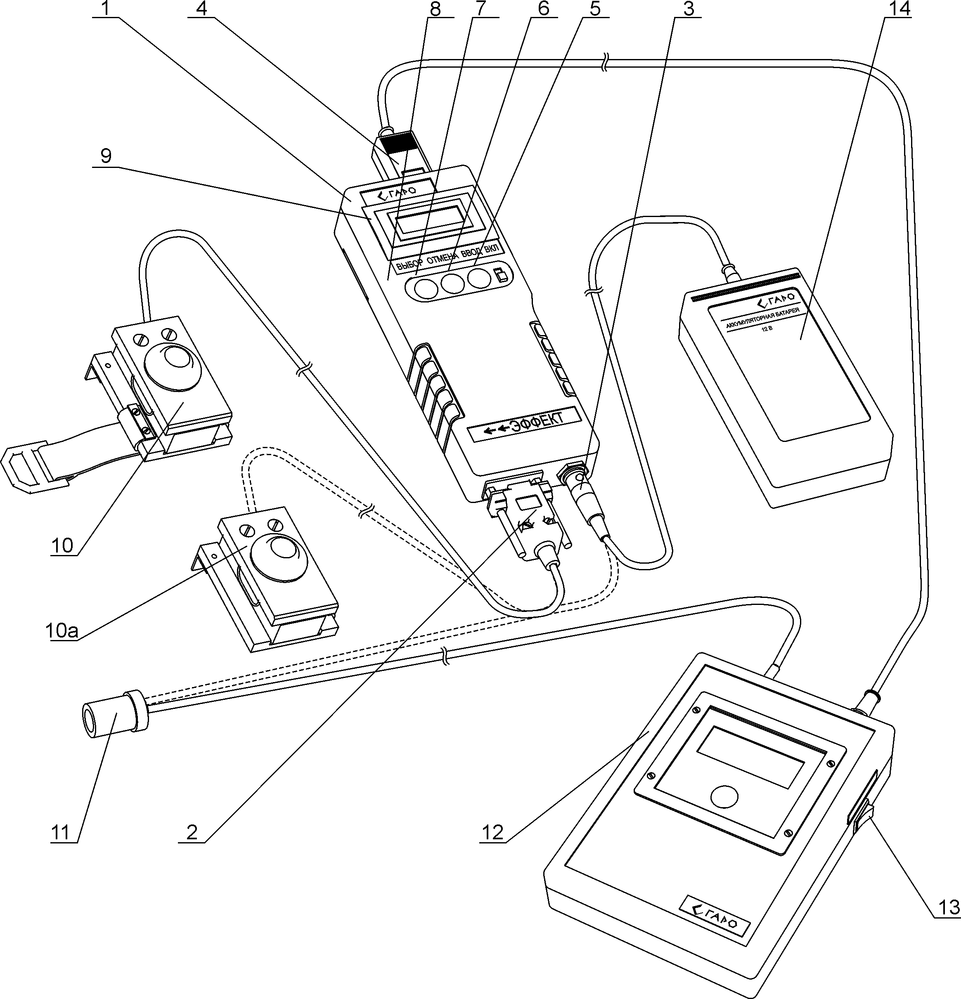 1 4 8 7 6 5 3 14
9
ГАРО
ВЫБОР ОТМЕНА ВВОД ВКЛ
ГАРО
АККУМУЛЯТОРНАЯ БАТАРЕЯ
12 В
←←ЭФФЕКТ
10
10а
11 2 12
13
ГАРО